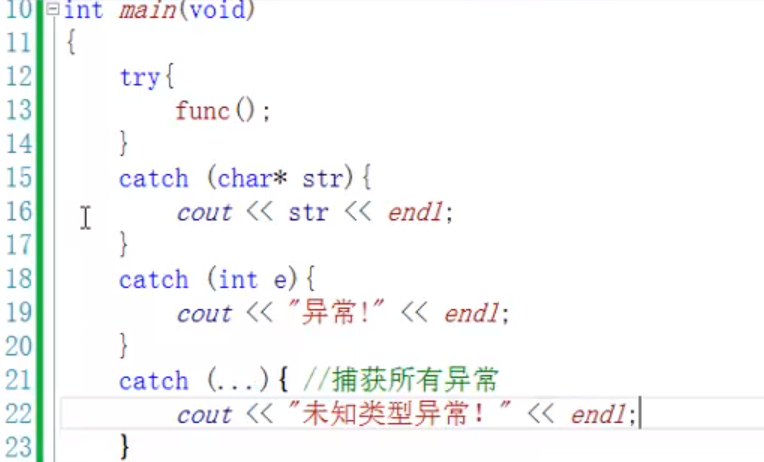 10 int main(void)
11 {
12 try{
13 func();
14 }
15 catch (char* str){
16 cout << str << endl;
17 }
18 catch (int e){
19 cout << "异常!" << endl;
20 }
21 catch (...){ //捕获所有异常
22 cout << "未知类型异常！" << endl;
23 }